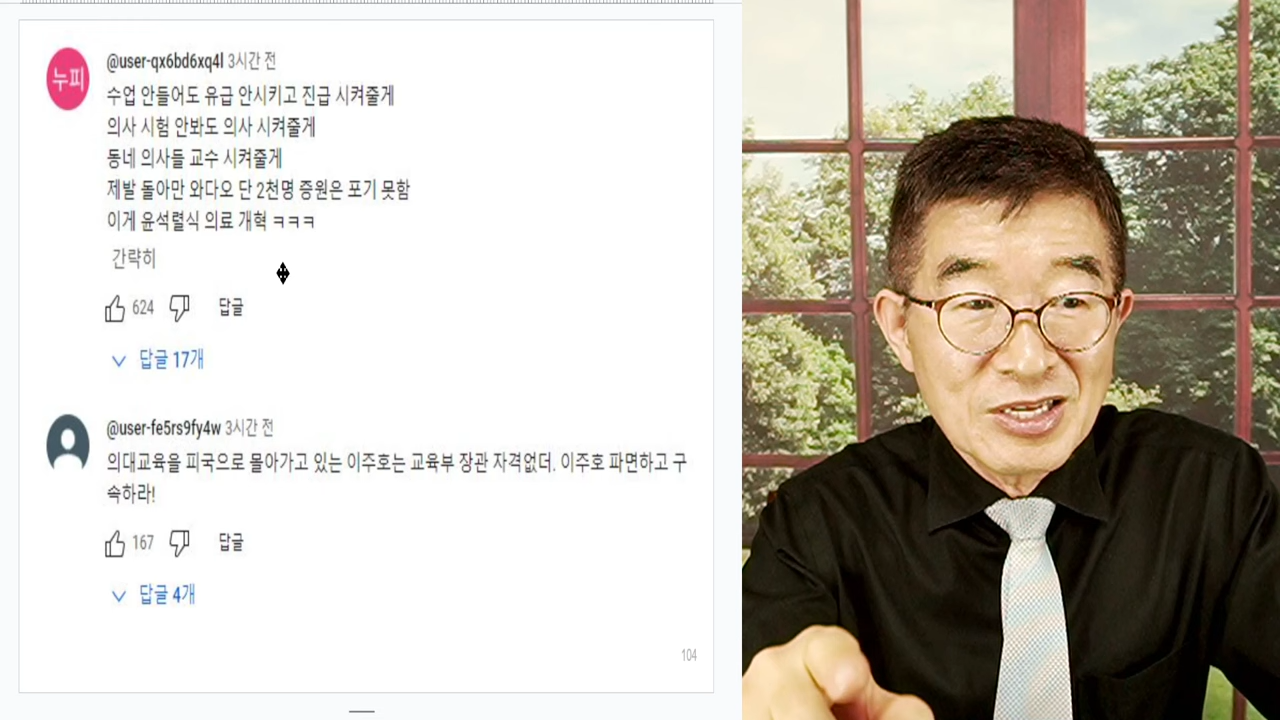 누피
@user-qx6bd6xq4l 3시간 전
수업 안들어도 유급 안시키고 진급 시켜줄게
의사 시험 안봐도 의사 시켜줄게
동네 의사들 교수 시켜줄게
제발 돌아만 와다오 단 2천명 증원은 포기 못함
이게 윤석렬식 의료 개혁 ㅋㅋㅋ
간략히
624 답글
답글 17개
@user-fe5rs9fy4w 3시간 전
의대교육을 피국으로 몰아가고 있는 이주호는 교육부 장관 자격없더. 이주호 파면하고 구
속하라!
167 답글
답글 4개
104